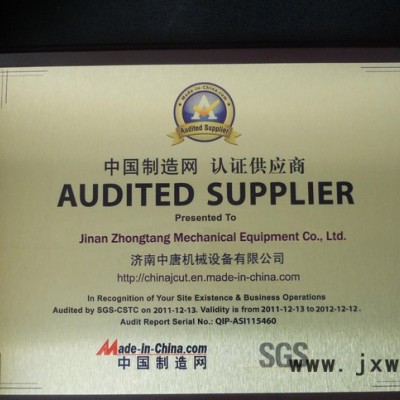 Made-in-China.com
Audited Supplier
中国制造网 认证供应商
AUDITED SUPPLIER
Presented To
Jinan Zhongtang Mechanical Equipment Co., Ltd.
济南中唐机械设备有限公司
http://chinajcut.en.made-in-china.com
In Recognition of Your Site Existence & Business Operations
Audited by SGS-CSTC on 2011-12-13. Validity is from 2011-12-13 to 2012-12-12.
Audit Report Serial No.: QIP-ASI115460
Made-in-China.com
中国制造网
SGS
www.jxw